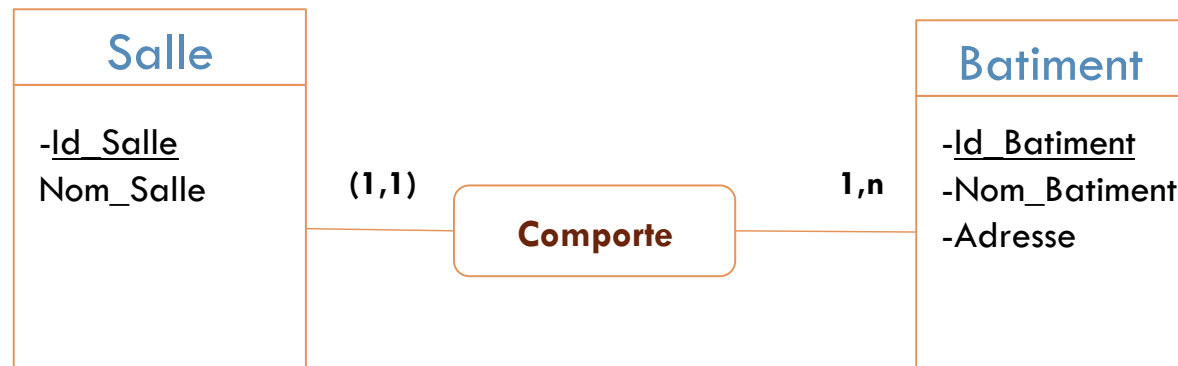 Salle
-Id_Salle
Nom_Salle
(1,1)
Comporte
1,n
Batiment
-Id_Batiment
-Nom_Batiment
-Adresse